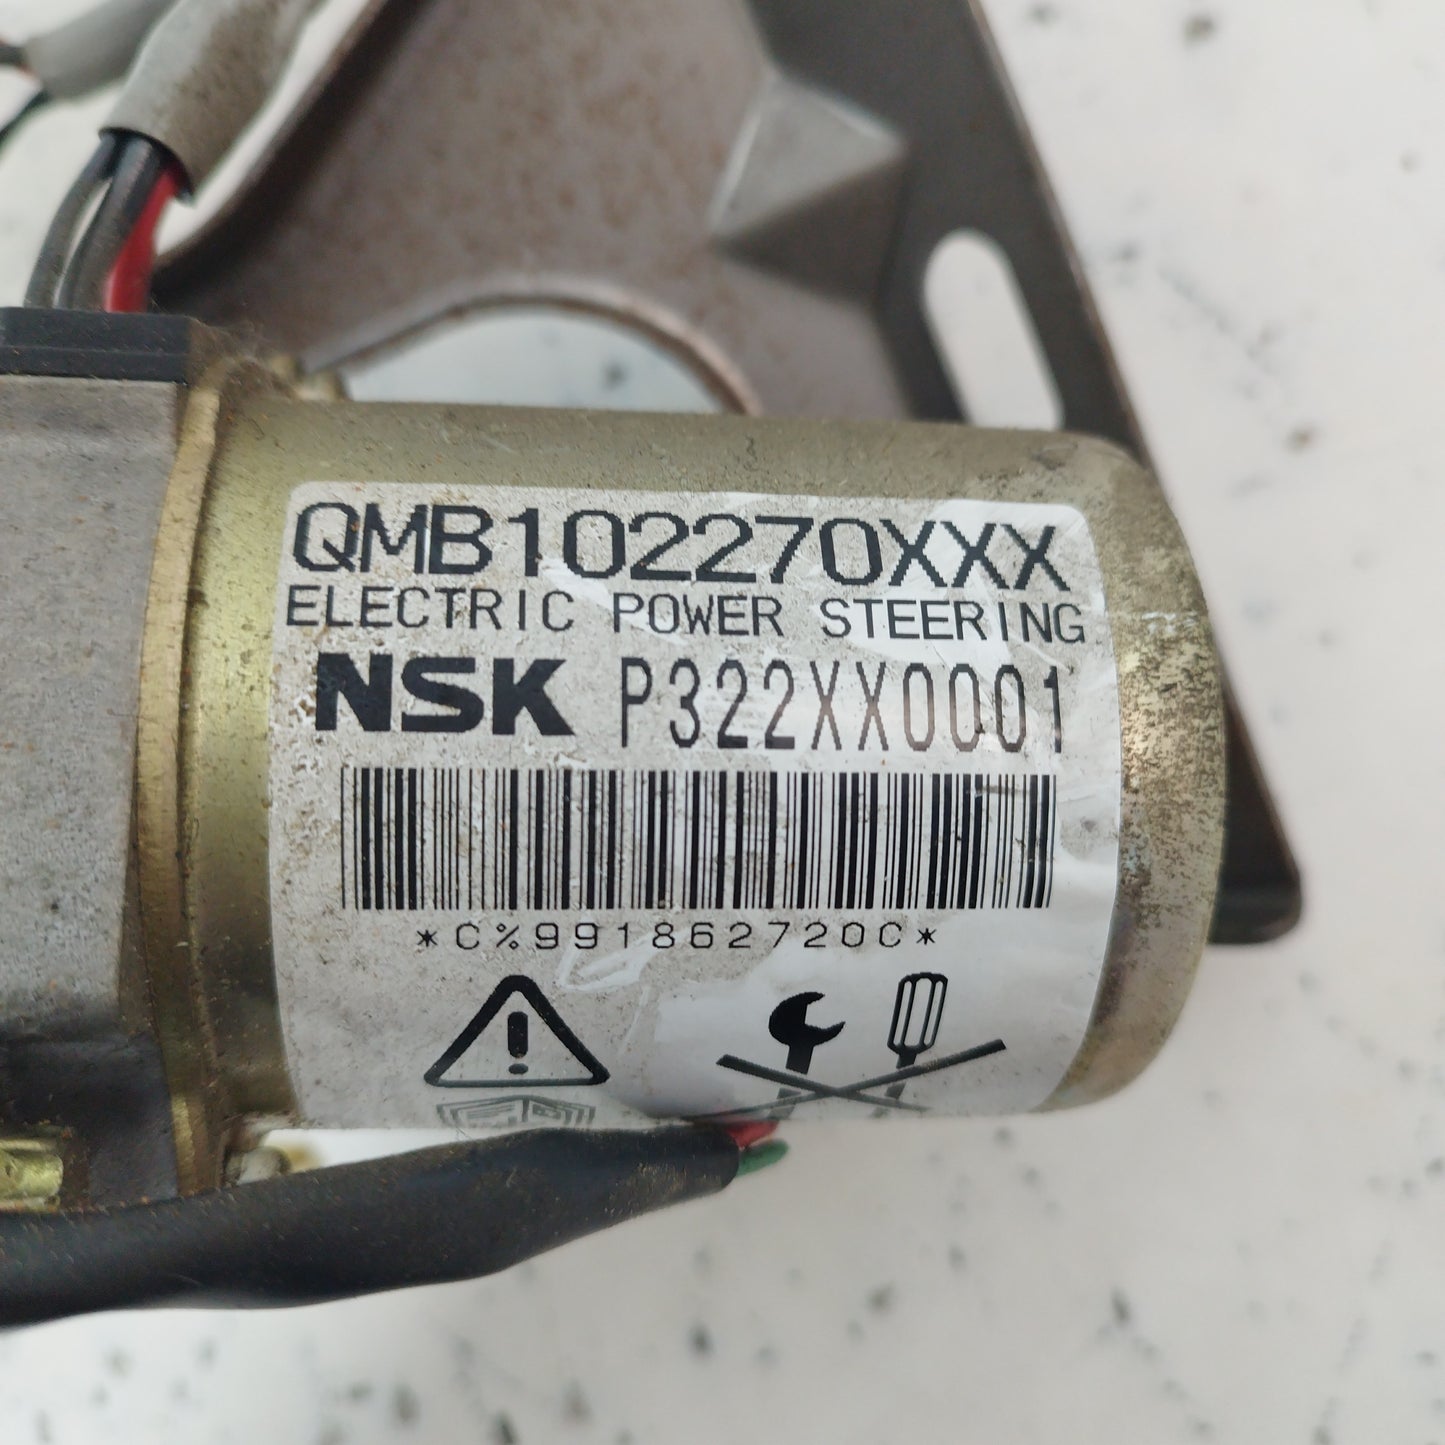 QMB102270XXX
ELECTRIC POWER STEERING
NSK P322XX0001
*C%991862720C*